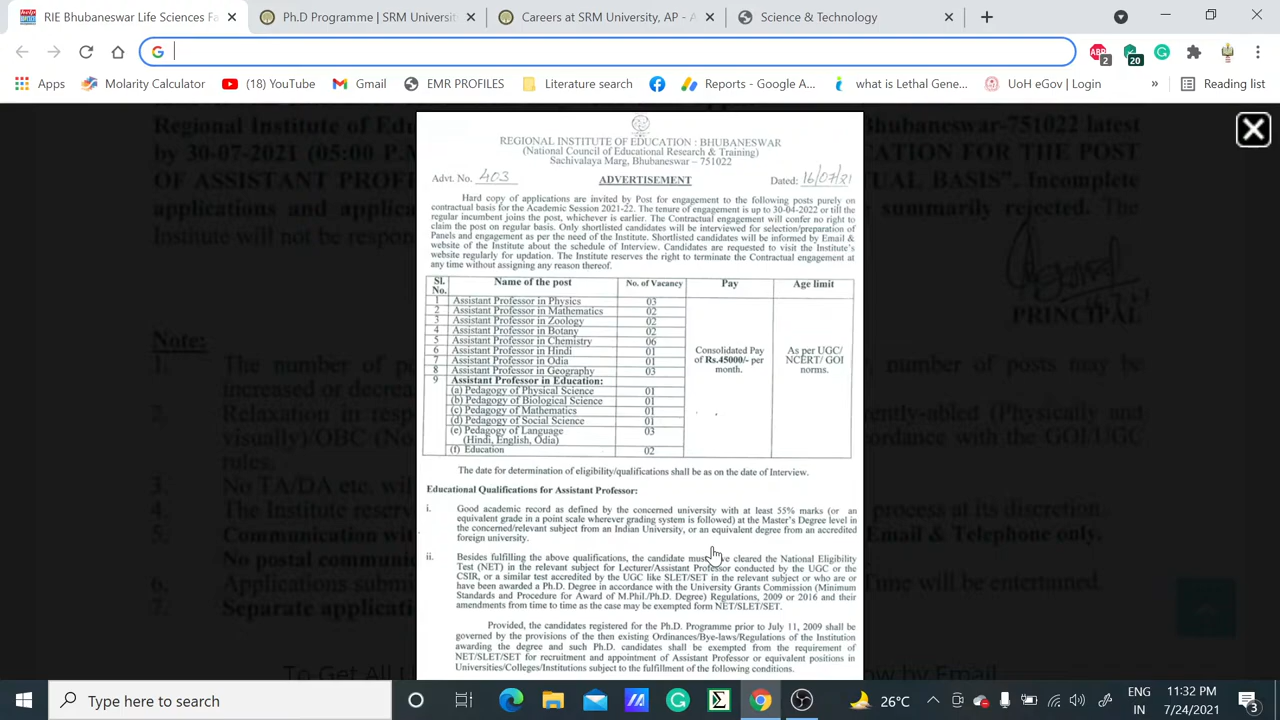 RIE Bhubaneswar Life Sciences Fa
Ph.D Programme | SRM Universit
Careers at SRM University, AP - A
Science & Technology
2
20
Apps
Molarity Calculator
(18) YouTube
Gmail
EMR PROFILES
Literature search
Reports - Google A...
what is Lethal Gene...
UoH eGov | Login
»
Reading list
Regional Institute of E
Bhubaneswar-751022 latest
Note:
REGIONAL INSTITUTE OF EDUCATION : BHUBANESWAR
(National Council of Educational Research & Training)
Sachivalaya Marg, Bhubaneswar – 751022
Advt. No. 403 ADVERTISEMENT Dated: 16/07/21
Hard copy of applications are invited by Post for engagement to the following posts purely on
contractual basis for the Academic Session 2021-22. The tenure of engagement is up to 30-04-2022 or till the
regular incumbent joins the post, whichever is earlier. The Contractual engagement will confer no right to
claim the post on regular basis. Only shortlisted candidates will be interviewed for selection/preparation of
Panels and engagement as per the need of the Institute. Shortlisted candidates will be informed by Email &
website of the Institute about the schedule of Interview. Candidates are requested to visit the Institute's
website regularly for updation. The Institute reserves the right to terminate the Contractual engagement at
any time without assigning any reason thereof.
Sl. No. Name of the post No. of Vacancy Pay Age limit
1 Assistant Professor in Physics 03
2 Assistant Professor in Mathematics 02
3 Assistant Professor in Zoology 02
4 Assistant Professor in Botany 02
5 Assistant Professor in Chemistry 06
6 Assistant Professor in Hindi 01
7 Assistant Professor in Odia 01
8 Assistant Professor in Geography 03
9 Assistant Professor in Education:
(a) Pedagogy of Physical Science 01
(b) Pedagogy of Biological Science 01
(c) Pedagogy of Mathematics 01
(d) Pedagogy of Social Science 01
(e) Pedagogy of Language 03
(Hindi, English, Odia)
(f) Education 02
Consolidated Pay
of Rs.45000/- per
month.
As per UGC/
NCERT/ GOI
norms.
The date for determination of eligibility/qualifications shall be as on the date of Interview.
Educational Qualifications for Assistant Professor:
i. Good academic record as defined by the concerned university with at least 55% marks (or an
equivalent grade in a point scale wherever grading system is followed) at the Master's Degree level in
the concerned/relevant subject from an Indian University, or an equivalent degree from an accredited
foreign university.
ii. Besides fulfilling the above qualifications, the candidate must have cleared the National Eligibility
Test (NET) in the relevant subject for Lecturer/Assistant Professor conducted by the UGC or the
CSIR, or a similar test accredited by the UGC like SLET/SET in the relevant subject or who are or
have been awarded a Ph.D. Degree in accordance with the University Grants Commission (Minimum
Standards and Procedure for Award of M.Phil./Ph.D. Degree) Regulations, 2009 or 2016 and their
amendments from time to time as the case may be exempted form NET/SLET/SET.
Provided, the candidates registered for the Ph.D. Programme prior to July 11, 2009 shall be
governed by the provisions of the then existing Ordinances/Bye-laws/Regulations of the Institution
awarding the degree and such Ph.D. candidates shall be exempted from the requirement of
NET/SLET/SET for recruitment and appointment of Assistant Professor or equivalent positions in
Universities/Colleges/Institutions subject to the fulfillment of the following conditions.
Type here to search
26°C
ENG
IN
11:32 PM
7/24/2021
3